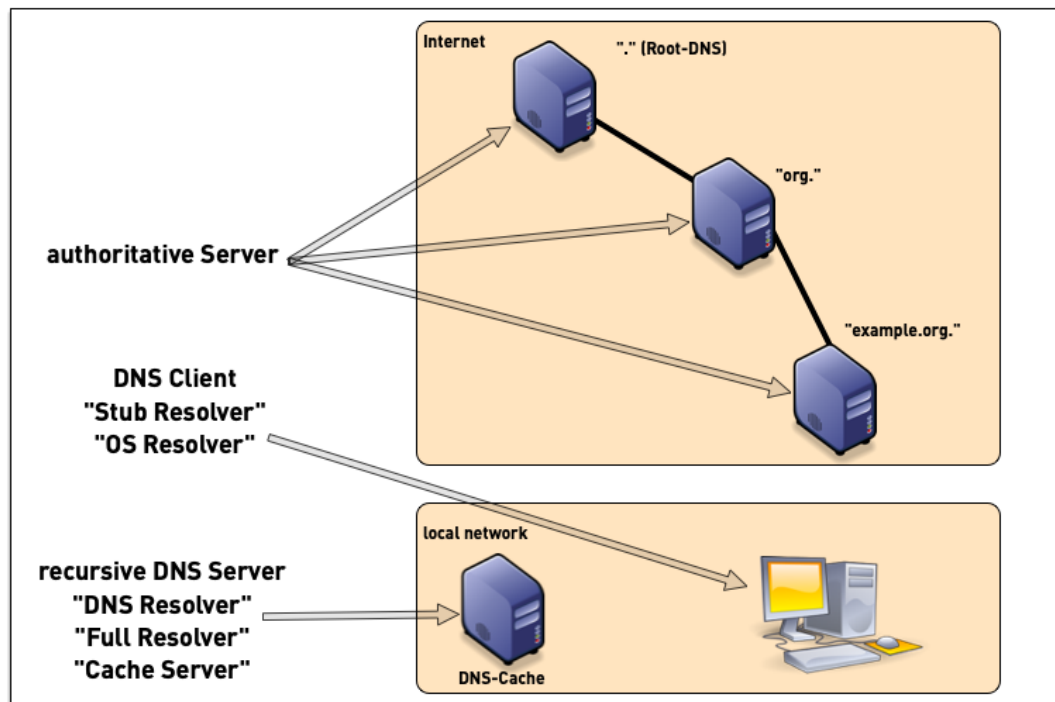 Internet
"." (Root-DNS)
"org."
authoritative Server
"example.org."
DNS Client
"Stub Resolver"
"OS Resolver"
local network
recursive DNS Server
"DNS Resolver"
"Full Resolver"
"Cache Server"
DNS-Cache